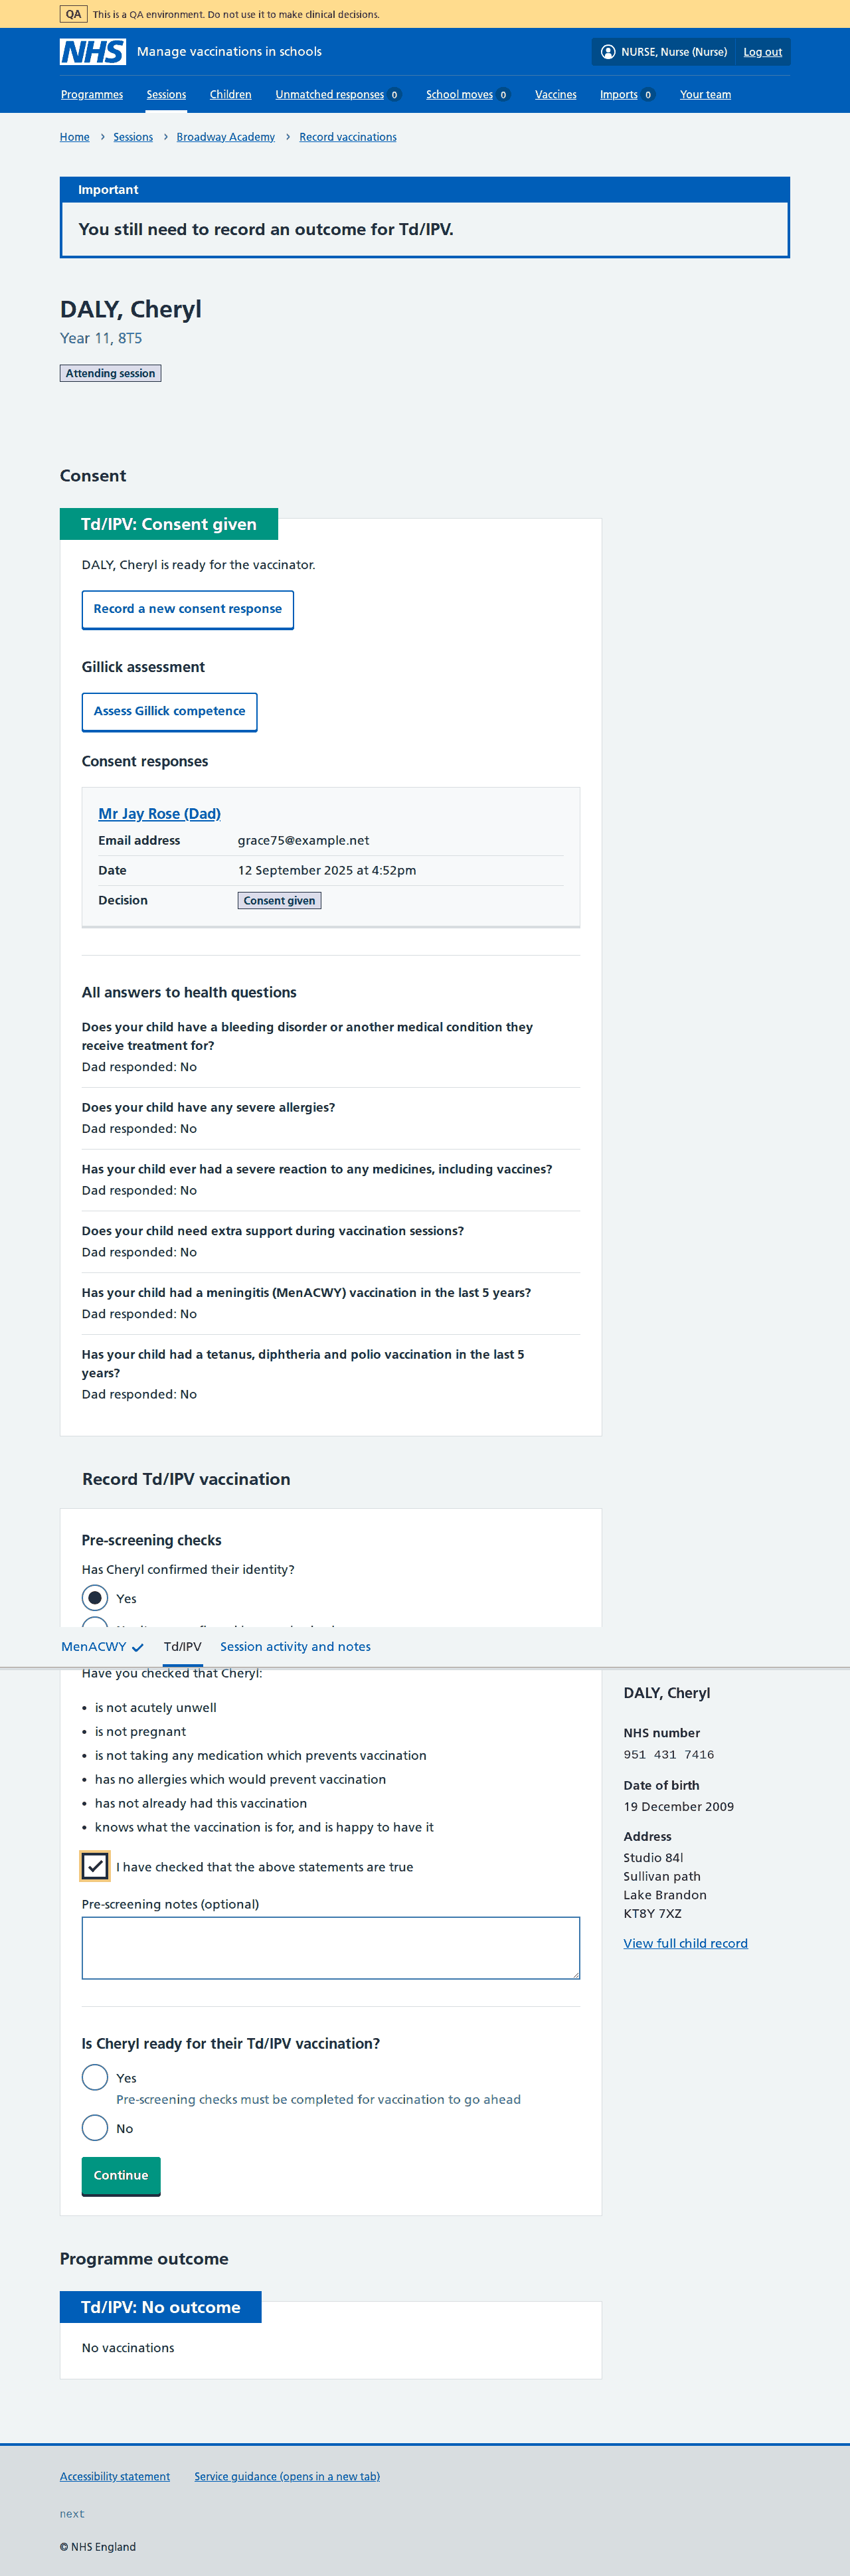 QA This is a QA environment. Do not use it to make clinical decisions.
NHS Manage vaccinations in schools NURSE, Nurse (Nurse) Log out
Programmes Sessions Children Unmatched responses 0 School moves 0 Vaccines Imports 0 Your team
Home Sessions Broadway Academy Record vaccinations
Important
You still need to record an outcome for Td/IPV.
DALY, Cheryl
Year 11, 8T5
Attending session
Consent
Td/IPV: Consent given
DALY, Cheryl is ready for the vaccinator.
Record a new consent response
Gillick assessment
Assess Gillick competence
Consent responses
Mr Jay Rose (Dad)
Email address grace75@example.net
Date 12 September 2025 at 4:52pm
Decision Consent given
All answers to health questions
Does your child have a bleeding disorder or another medical condition they
receive treatment for?
Dad responded: No
Does your child have any severe allergies?
Dad responded: No
Has your child ever had a severe reaction to any medicines, including vaccines?
Dad responded: No
Does your child need extra support during vaccination sessions?
Dad responded: No
Has your child had a meningitis (MenACWY) vaccination in the last 5 years?
Dad responded: No
Has your child had a tetanus, diphtheria and polio vaccination in the last 5
years?
Dad responded: No
Record Td/IPV vaccination
Pre-screening checks
Has Cheryl confirmed their identity?
Yes
MenACWY Td/IPV Session activity and notes
Have you checked that Cheryl:
is not acutely unwell
is not pregnant
is not taking any medication which prevents vaccination
has no allergies which would prevent vaccination
has not already had this vaccination
knows what the vaccination is for, and is happy to have it
I have checked that the above statements are true
Pre-screening notes (optional)
Is Cheryl ready for their Td/IPV vaccination?
Yes
Pre-screening checks must be completed for vaccination to go ahead
No
Continue
DALY, Cheryl
NHS number
951 431 7416
Date of birth
19 December 2009
Address
Studio 84l
Sullivan path
Lake Brandon
KT8Y 7XZ
View full child record
Programme outcome
Td/IPV: No outcome
No vaccinations
Accessibility statement Service guidance (opens in a new tab)
next
© NHS England